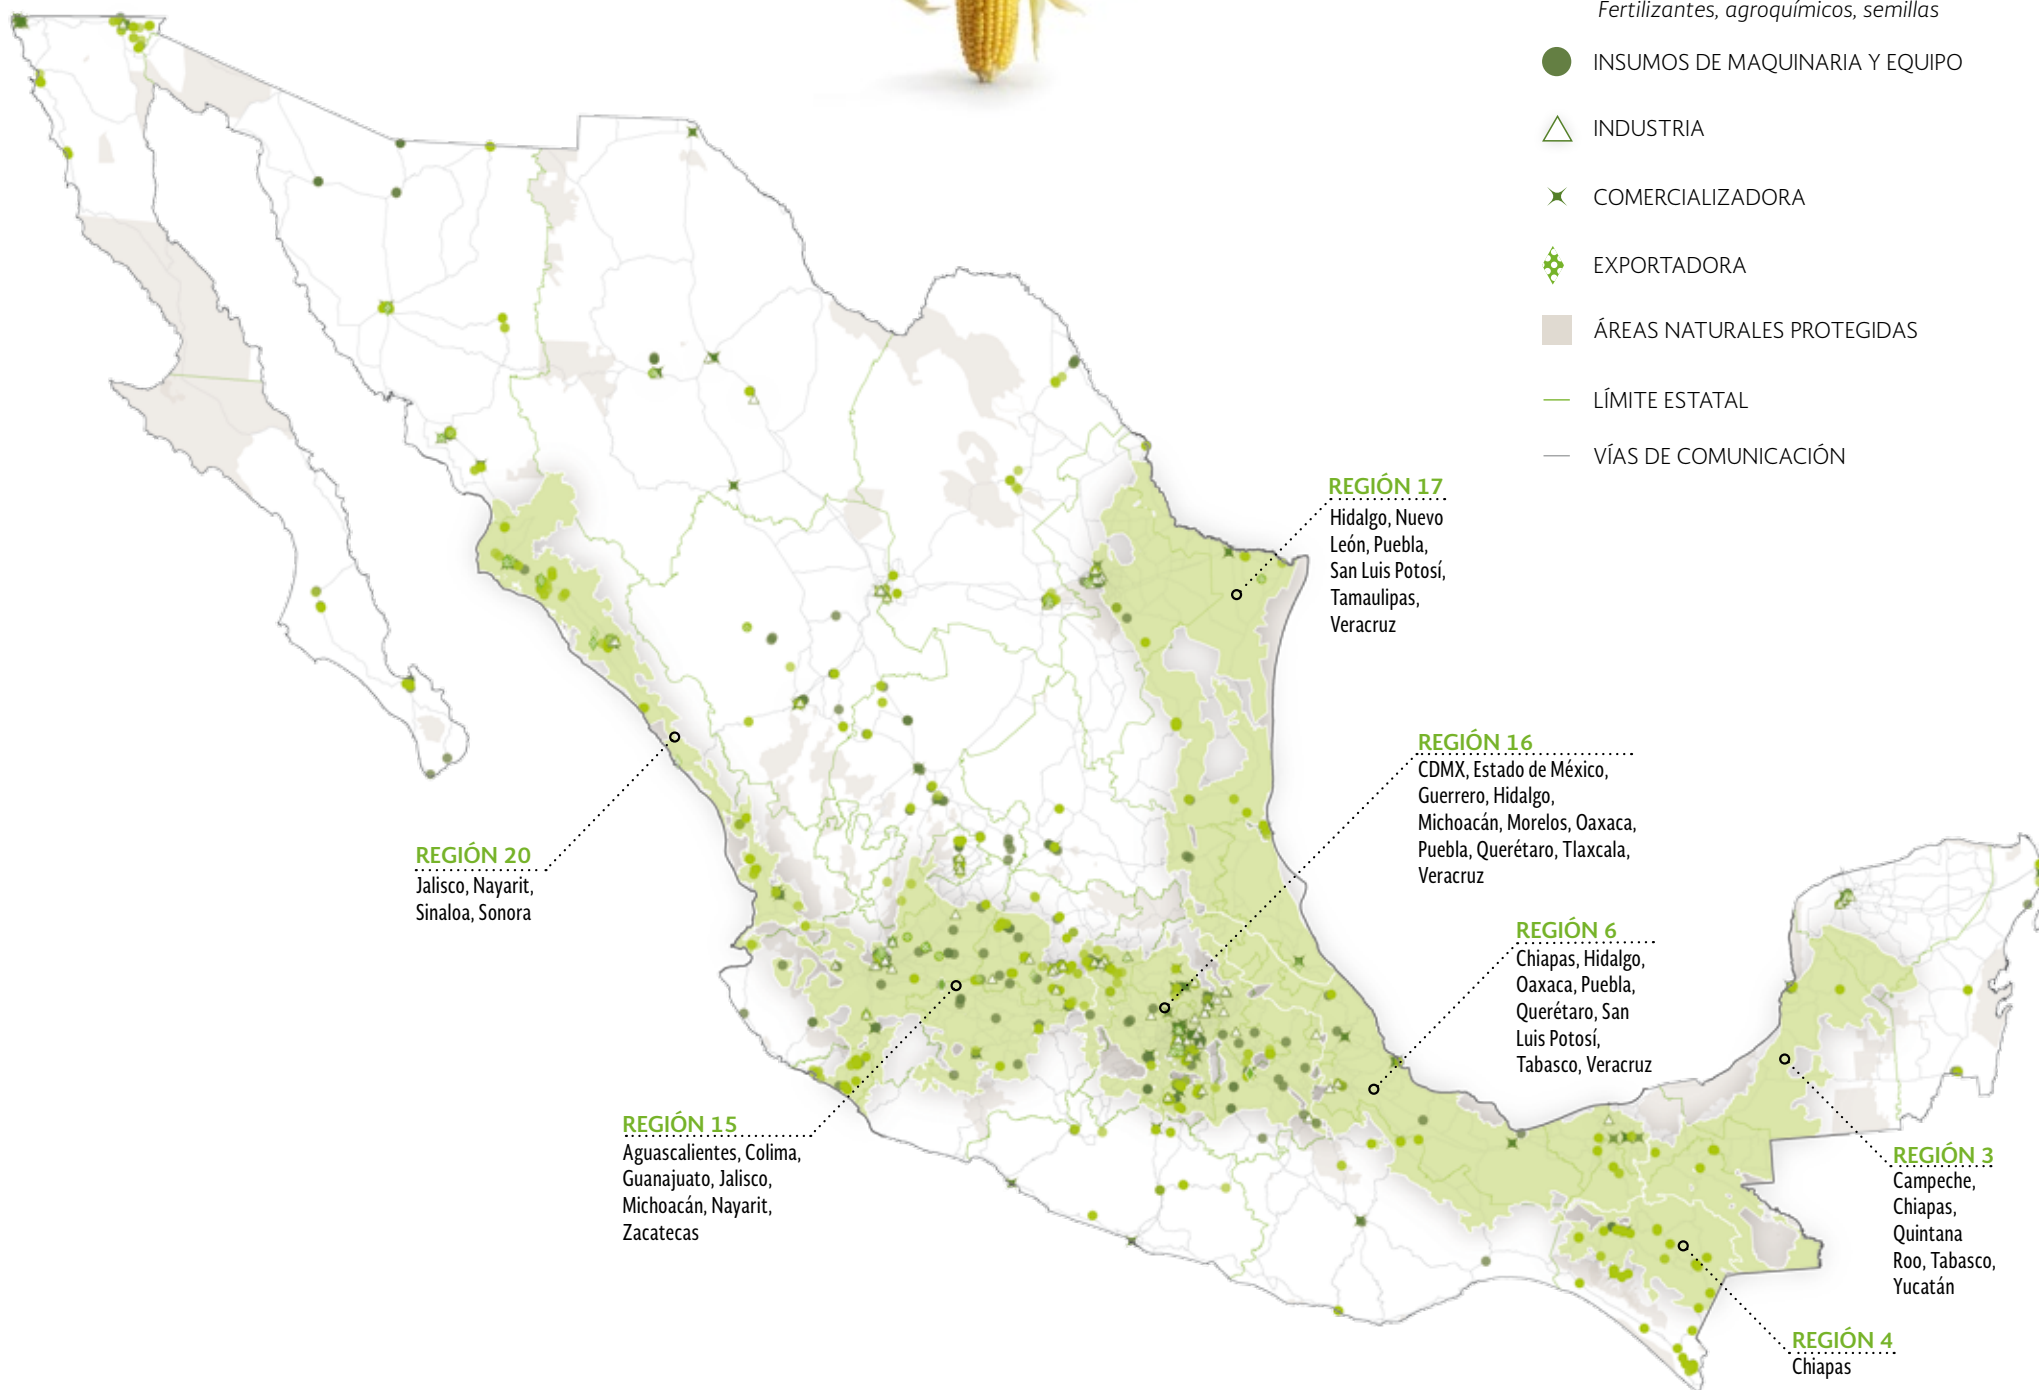 Fertilizantes, agroquímicos, semillas
INSUMOS DE MAQUINARIA Y EQUIPO
INDUSTRIA
COMERCIALIZADORA
EXPORTADORA
ÁREAS NATURALES PROTEGIDAS
LÍMITE ESTATAL
VÍAS DE COMUNICACIÓN
REGIÓN 17
Hidalgo, Nuevo
León, Puebla,
San Luis Potosí,
Tamaulipas,
Veracruz
REGIÓN 16
CDMX, Estado de México,
Guerrero, Hidalgo,
Michoacán, Morelos, Oaxaca,
Puebla, Querétaro, Tlaxcala,
Veracruz
REGIÓN 20
Jalisco, Nayarit,
Sinaloa, Sonora
REGIÓN 6
Chiapas, Hidalgo,
Oaxaca, Puebla,
Querétaro, San
Luis Potosí,
Tabasco, Veracruz
REGIÓN 15
Aguascalientes, Colima,
Guanajuato, Jalisco,
Michoacán, Nayarit,
Zacatecas
REGIÓN 3
Campeche,
Chiapas,
Quintana
Roo, Tabasco,
Yucatán
REGIÓN 4
Chiapas